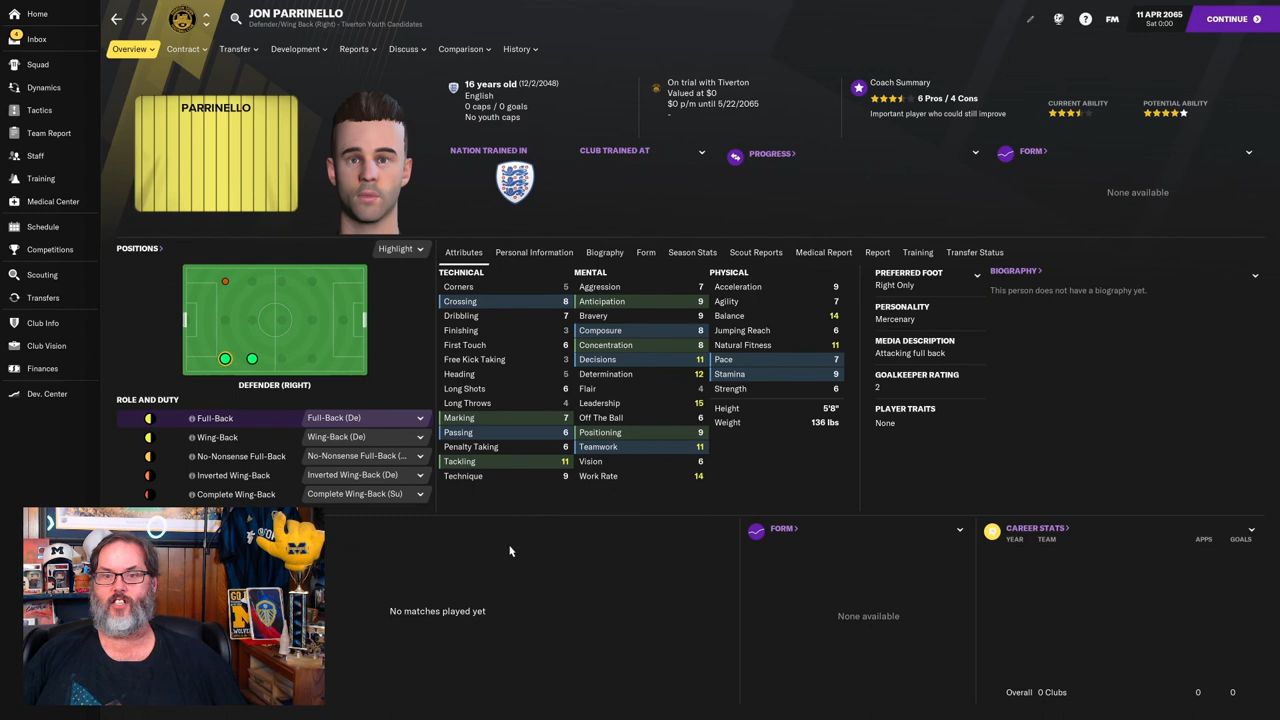 Home
4
Inbox
Squad
Dynamics
Tactics
Team Report
Staff
Training
Medical Center
Schedule
Competitions
Scouting
Transfers
Club Info
Club Vision
Finances
Dev. Center
JON PARRINELLO
Defender/Wing Back (Right) - Tiverton Youth Candidates
FM
11 APR 2065
Sat 0:00
CONTINUE
Overview
Contract
Transfer
Development
Reports
Discuss
Comparison
History
PARRINELLO
16 years old (12/2/2048)
English
0 caps / 0 goals
No youth caps
On trial with Tiverton
Valued at $0
$0 p/m until 5/22/2065
-
Coach Summary
6 Pros / 4 Cons
Important player who could still improve
CURRENT ABILITY
POTENTIAL ABILITY
NATION TRAINED IN
CLUB TRAINED AT
PROGRESS
FORM
None available
POSITIONS
Highlight
DEFENDER (RIGHT)
ROLE AND DUTY
Full-Back Full-Back (De)
Wing-Back Wing-Back (De)
No-Nonsense Full-Back No-Nonsense Full-Back (...
Inverted Wing-Back Inverted Wing-Back (De)
Complete Wing-Back Complete Wing-Back (Su)
Attributes
Personal Information
Biography
Form
Season Stats
Scout Reports
Medical Report
Report
Training
Transfer Status
TECHNICAL
Corners 5
Crossing 8
Dribbling 7
Finishing 3
First Touch 6
Free Kick Taking 3
Heading 5
Long Shots 6
Long Throws 4
Marking 7
Passing 6
Penalty Taking 6
Tackling 11
Technique 9
MENTAL
Aggression 7
Anticipation 9
Bravery 9
Composure 8
Concentration 8
Decisions 11
Determination 12
Flair 4
Leadership 15
Off The Ball 6
Positioning 9
Teamwork 11
Vision 6
Work Rate 14
PHYSICAL
Acceleration 9
Agility 7
Balance 14
Jumping Reach 6
Natural Fitness 11
Pace 7
Stamina 9
Strength 6
Height 5'8"
Weight 136 lbs
PREFERRED FOOT
Right Only
PERSONALITY
Mercenary
MEDIA DESCRIPTION
Attacking full back
GOALKEEPER RATING
2
PLAYER TRAITS
None
BIOGRAPHY
This person does not have a biography yet.
No matches played yet
FORM
None available
CAREER STATS
YEAR TEAM APPS GOALS
Overall 0 Clubs 0 0
M
GO
WOLVERINES
M